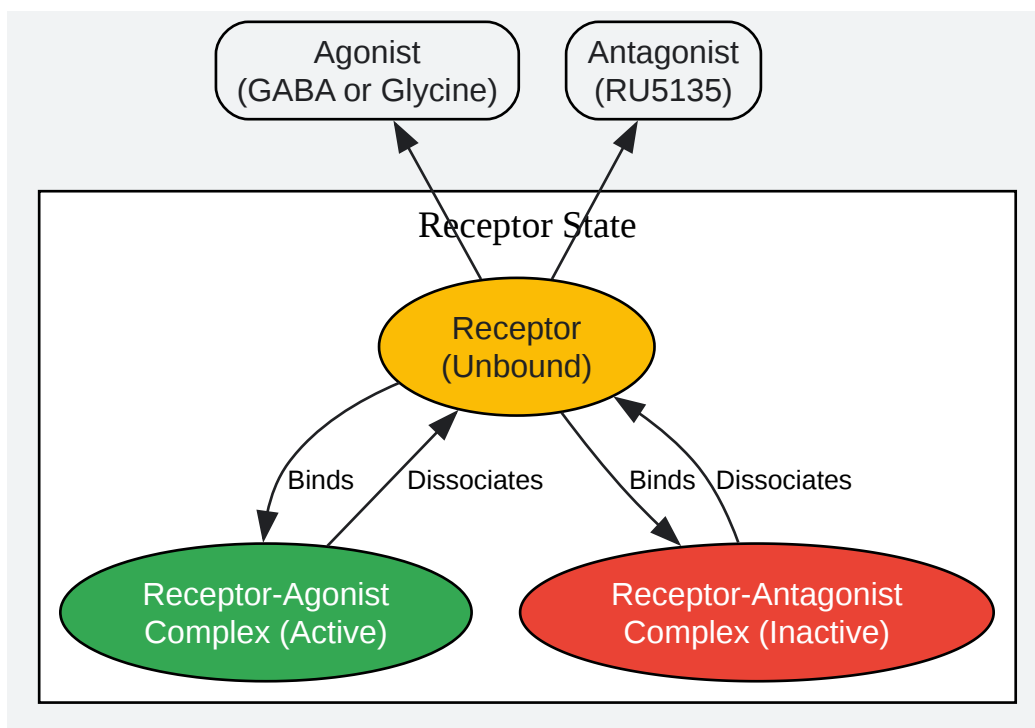 Agonist
(GABA or Glycine)
Antagonist
(RU5135)
Receptor State
Receptor
(Unbound)
Binds
Dissociates
Binds
Dissociates
Receptor-Agonist
Complex (Active)
Receptor-Antagonist
Complex (Inactive)